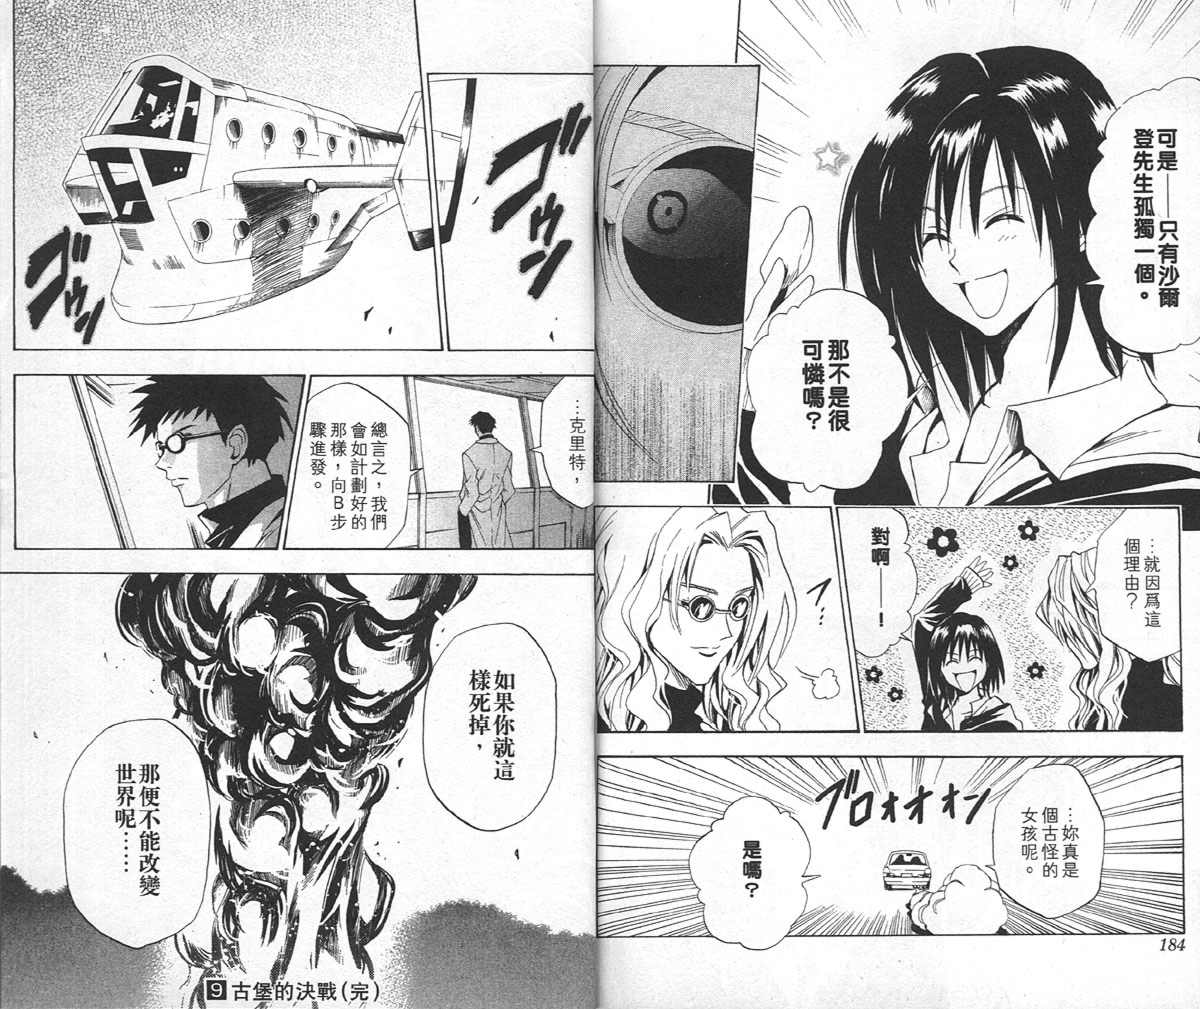 可是——只有沙爾
登先生孤獨一個。
那不是很
可憐嗎?
…就因爲這
個理由?
對啊——!
…妳真是
個古怪的
女孩呢。
ブロオオオン
是嗎?
184
ゴウン
ゴウン
…克里特,
總言之,我們
會如計劃好的
那樣,向B步
驟進發。
如果你就這
樣死掉,
那便不能改變
世界呢……
9 古堡的決戰(完)